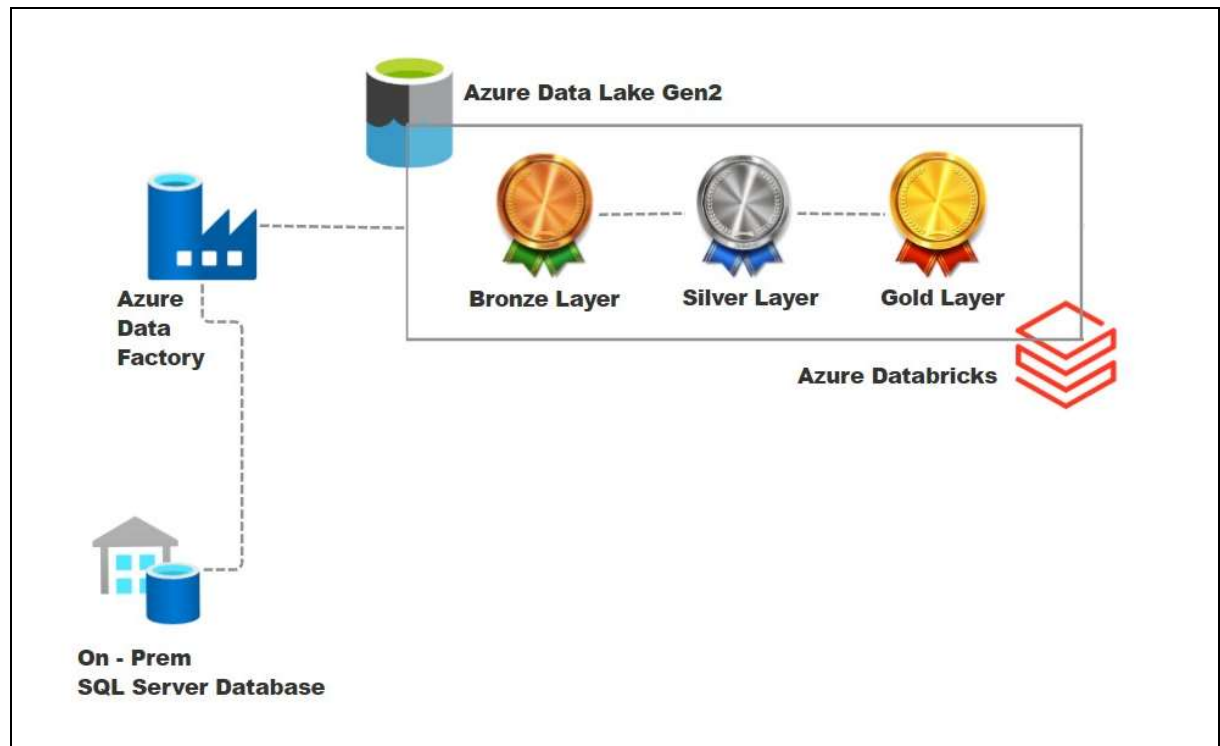 Azure Data Lake Gen2
Bronze Layer
Silver Layer
Gold Layer
Azure
Data
Factory
Azure Databricks
On - Prem
SQL Server Database